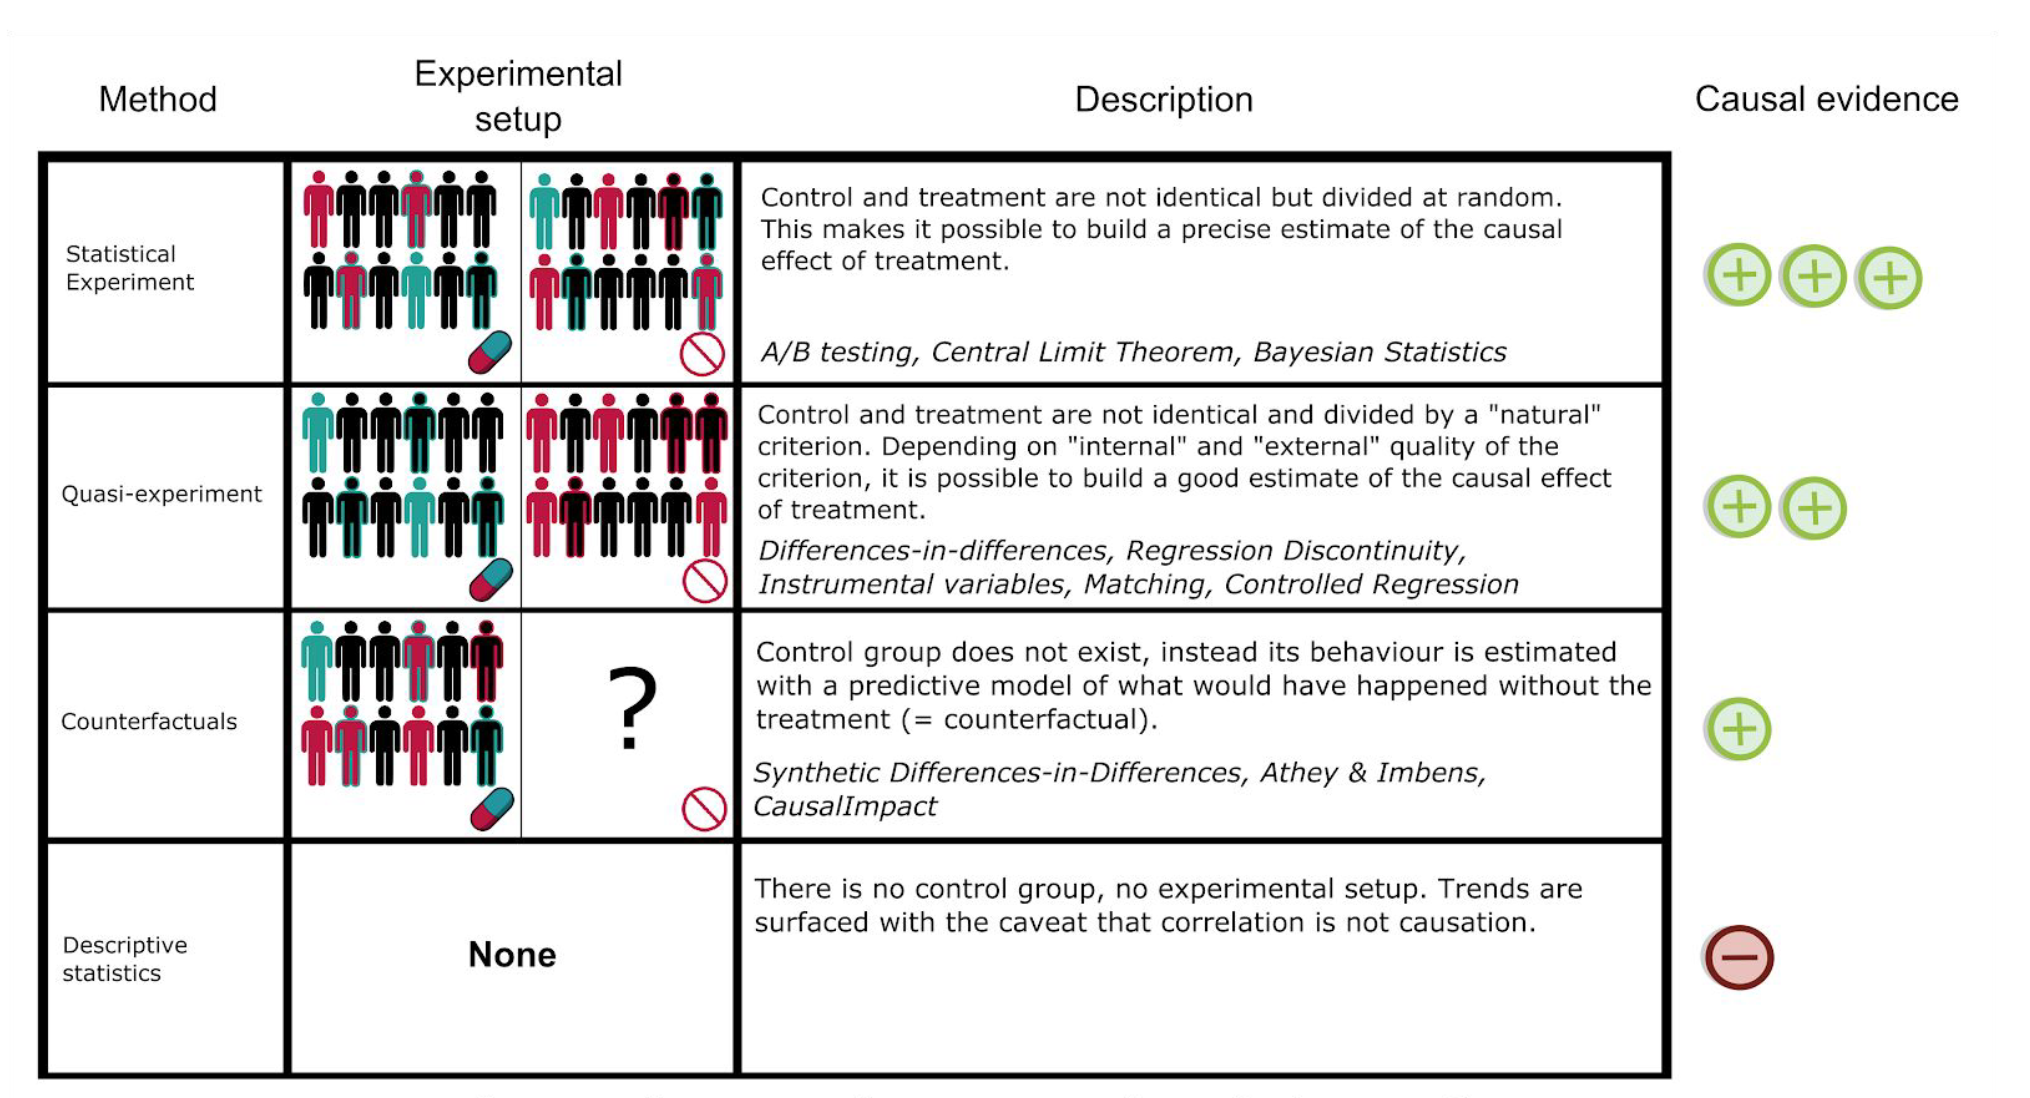 Method
Experimental
setup
Description
Causal evidence
Statistical
Experiment
Control and treatment are not identical but divided at random.
This makes it possible to build a precise estimate of the causal
effect of treatment.
A/B testing, Central Limit Theorem, Bayesian Statistics
Quasi-experiment
Control and treatment are not identical and divided by a "natural"
criterion. Depending on "internal" and "external" quality of the
criterion, it is possible to build a good estimate of the causal effect
of treatment.
Differences-in-differences, Regression Discontinuity,
Instrumental variables, Matching, Controlled Regression
Counterfactuals
?
Control group does not exist, instead its behaviour is estimated
with a predictive model of what would have happened without the
treatment (= counterfactual).
Synthetic Differences-in-Differences, Athey & Imbens,
CausalImpact
Descriptive
statistics
None
There is no control group, no experimental setup. Trends are
surfaced with the caveat that correlation is not causation.